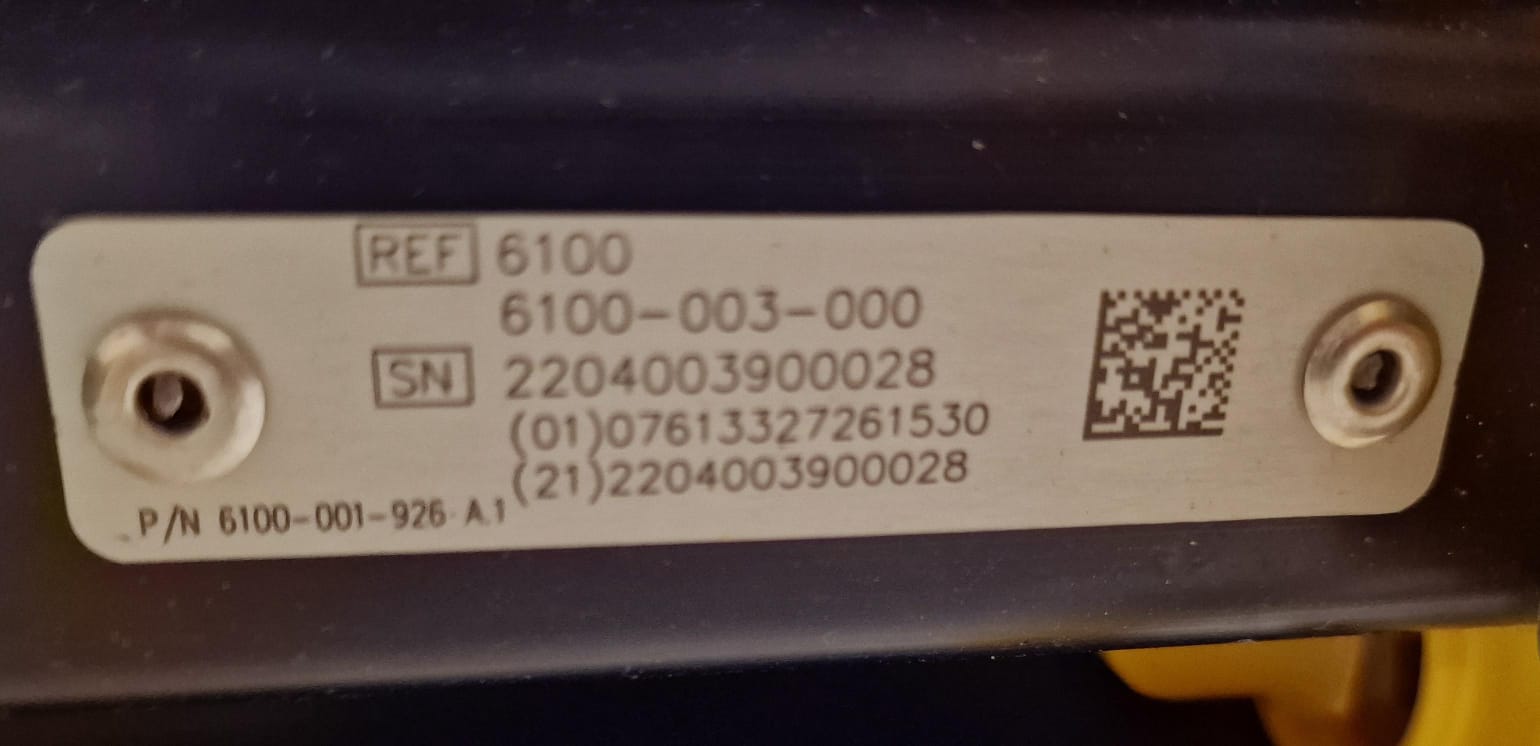 REF 6100
6100-003-000
SN 2204003900028
(01)07613327261530
(21)2204003900028
P/N 6100-001-926 A.1